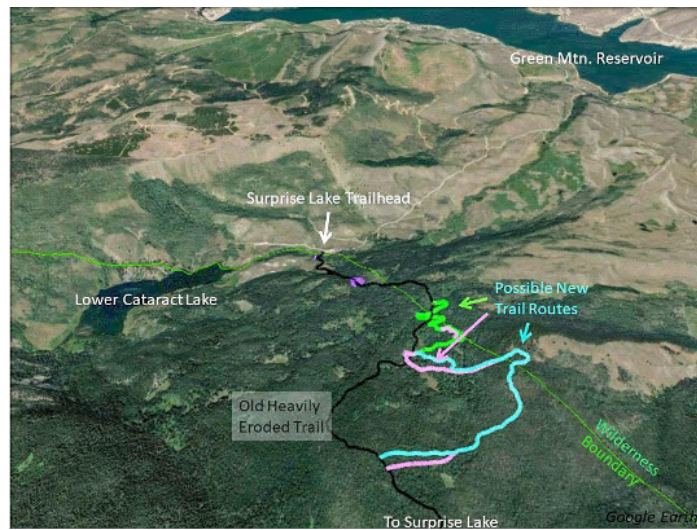 Green Mtn. Reservoir
Surprise Lake Trailhead
Lower Cataract Lake
Possible New
Trail Routes
Old Heavily
Eroded Trail
Wilderness
Boundary
To Surprise Lake
Google Earth